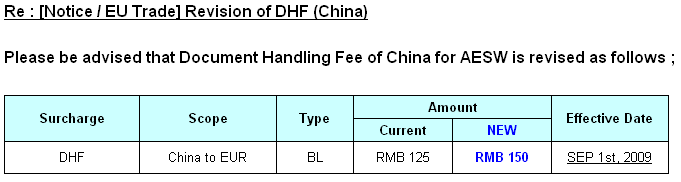 Re : [Notice / EU Trade] Revision of DHF (China)
Please be advised that Document Handling Fee of China for AESW is revised as follows ;
Surcharge Scope Type Amount Effective Date
Current NEW
DHF China to EUR BL RMB 125 RMB 150 SEP 1st, 2009